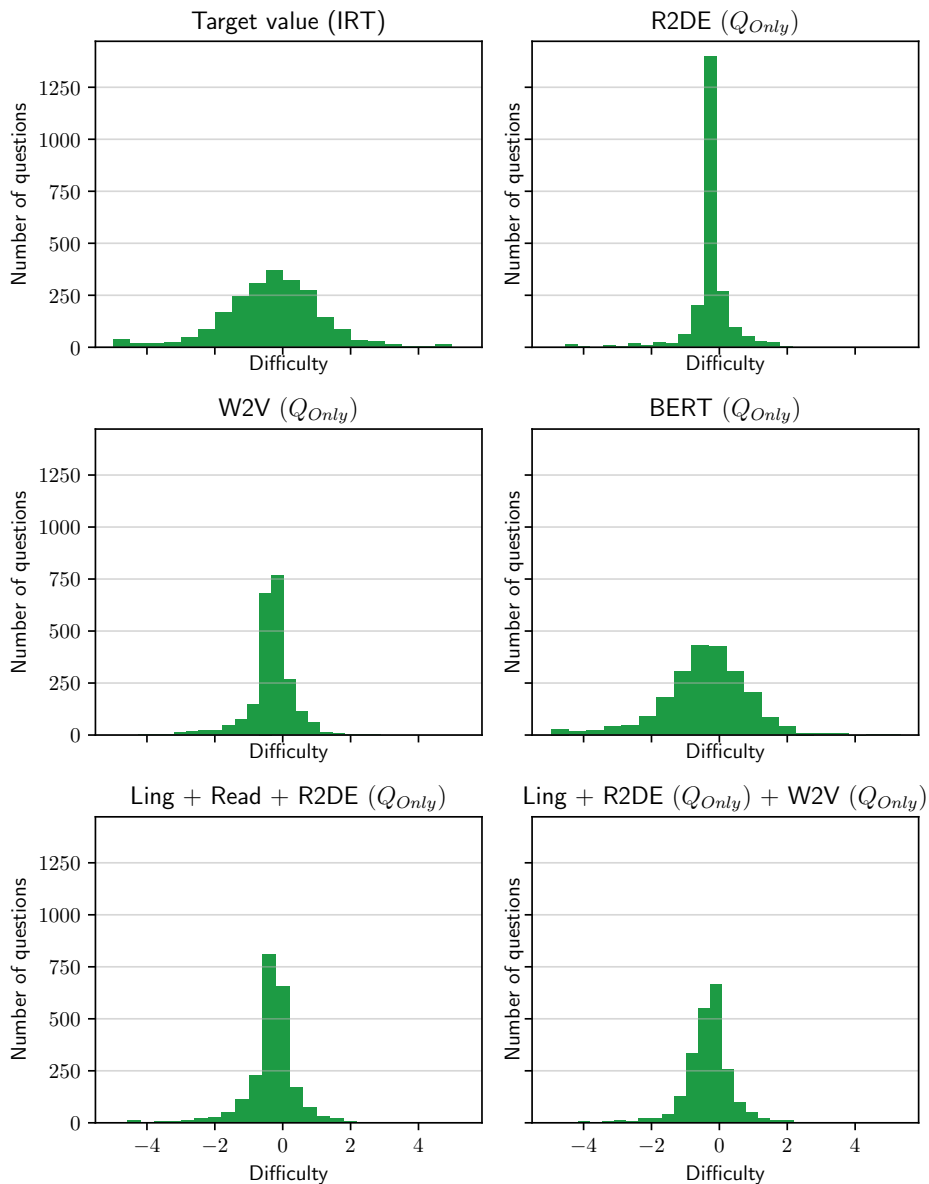 Target value (IRT)
Number of questions
1250
1000
750
500
250
0
Difficulty
R2DE (Q_Only)
Number of questions
Difficulty
W2V (Q_Only)
Number of questions
1250
1000
750
500
250
0
Difficulty
BERT (Q_Only)
Number of questions
Difficulty
Ling + Read + R2DE (Q_Only)
Number of questions
1250
1000
750
500
250
0
−4 −2 0 2 4
Difficulty
Ling + R2DE (Q_Only) + W2V (Q_Only)
Number of questions
−4 −2 0 2 4
Difficulty